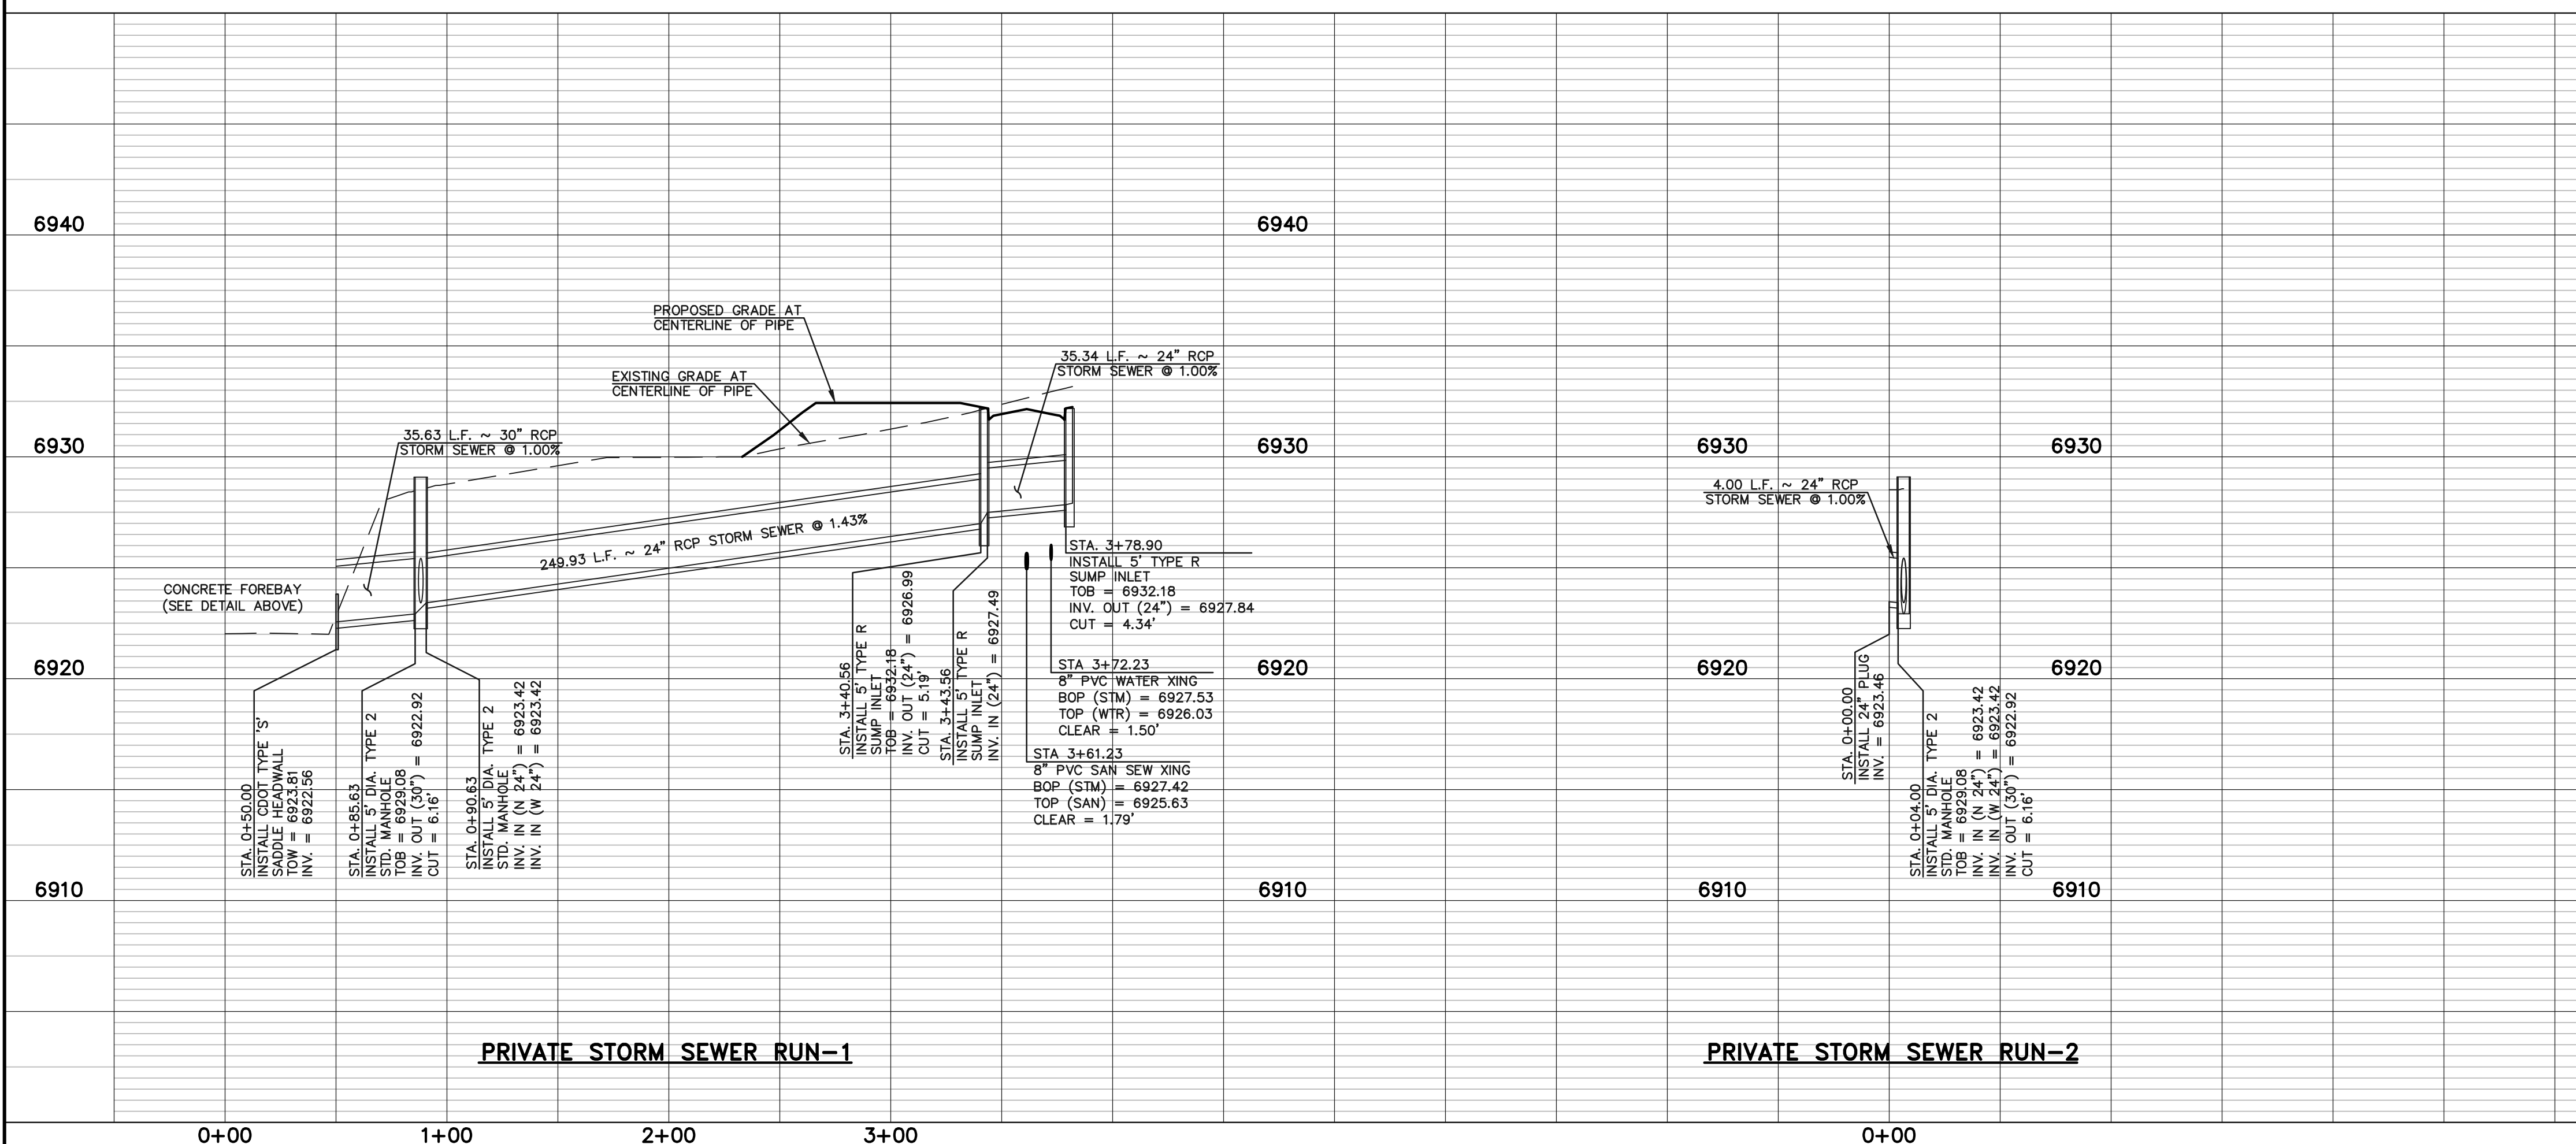 6940
6940
PROPOSED GRADE AT
CENTERLINE OF PIPE
EXISTING GRADE AT
CENTERLINE OF PIPE
35.34 L.F. ~ 24" RCP
STORM SEWER @ 1.00%
35.63 L.F. ~ 30" RCP
STORM SEWER @ 1.00%
6930
6930
6930
6930
4.00 L.F. ~ 24" RCP
STORM SEWER @ 1.00%
249.93 L.F. ~ 24" RCP STORM SEWER @ 1.43%
CONCRETE FOREBAY
(SEE DETAIL ABOVE)
STA. 3+78.90
INSTALL 5' TYPE R
SUMP INLET
TOB = 6932.18
INV. OUT (24") = 6927.84
CUT = 4.34'
6920
6920
6920
6920
STA 3+72.23
8" PVC WATER XING
BOP (STM) = 6927.53
TOP (WTR) = 6926.03
CLEAR = 1.50'
STA 3+61.23
8" PVC SAN SEW XING
BOP (STM) = 6927.42
TOP (SAN) = 6925.63
CLEAR = 1.79'
STA. 0+50.00
INSTALL CDOT TYPE 'S'
SADDLE HEADWALL
TOW = 6923.81
INV. = 6922.56
STA. 0+85.63
INSTALL 5' DIA. TYPE 2
STD. MANHOLE
TOB = 6929.08
INV. OUT (30") = 6922.92
CUT = 6.16'
STA. 0+90.63
INSTALL 5' DIA. TYPE 2
STD. MANHOLE
INV. IN (N 24") = 6923.42
INV. IN (W 24") = 6923.42
STA. 3+40.56
INSTALL 5' TYPE R
SUMP INLET
TOB = 6932.18
INV. OUT (24") = 6926.99
CUT = 5.19'
STA. 3+43.56
INSTALL 5' TYPE R
SUMP INLET
INV. IN (24") = 6927.49
STA. 0+00.00
INSTALL 24" PLUG
INV. = 6923.46
STA. 0+04.00
INSTALL 5' DIA. TYPE 2
STD. MANHOLE
TOB = 6929.08
INV. IN (N 24") = 6923.42
INV. IN (W 24") = 6923.42
INV. OUT (30") = 6922.92
CUT = 6.16'
6910
6910
6910
6910
PRIVATE STORM SEWER RUN-1
PRIVATE STORM SEWER RUN-2
0+00
1+00
2+00
3+00
0+00